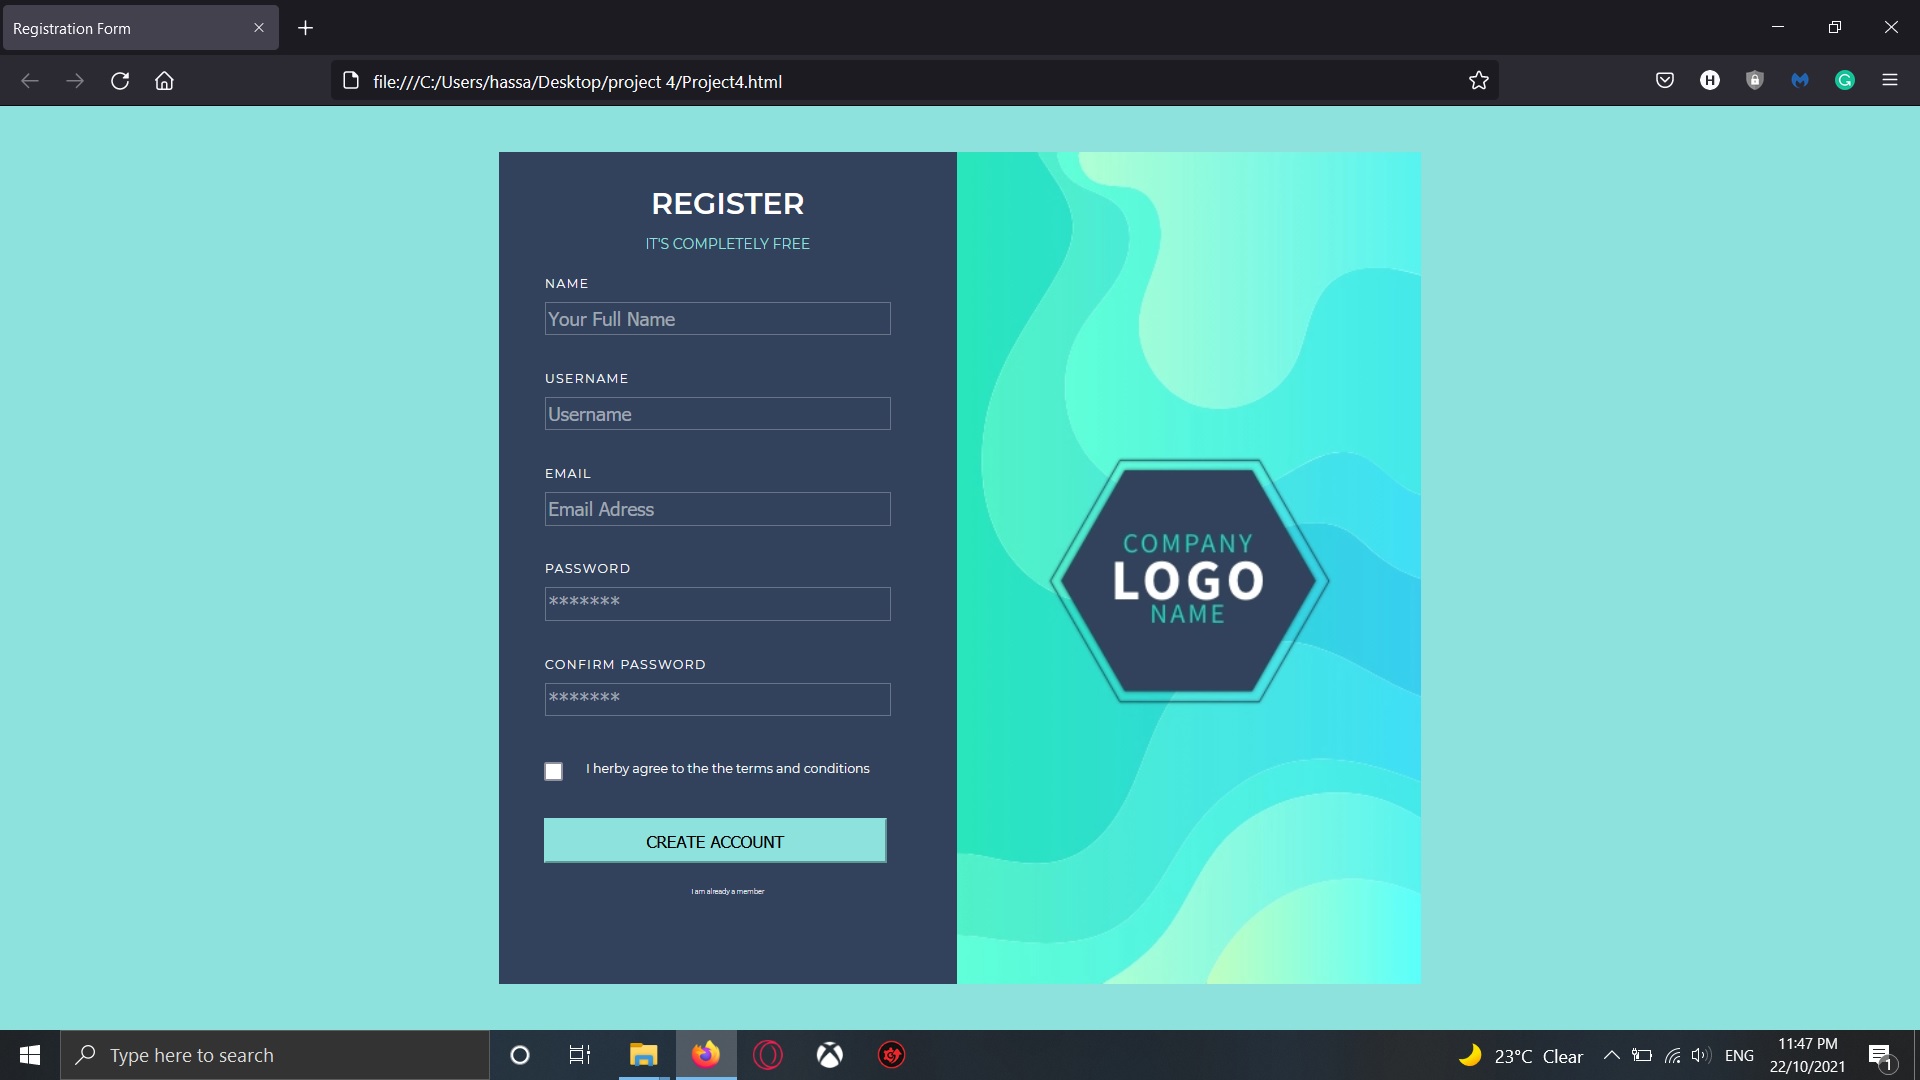 Registration Form
file:///C:/Users/hassa/Desktop/project 4/Project4.html
H
G
REGISTER
IT'S COMPLETELY FREE
NAME
Your Full Name
USERNAME
Username
EMAIL
Email Adress
PASSWORD
*******
CONFIRM PASSWORD
*******
I herby agree to the the terms and conditions
CREATE ACCOUNT
I am already a member
COMPANY
LOGO
NAME
Type here to search
23°C Clear
ENG
11:47 PM
22/10/2021
1